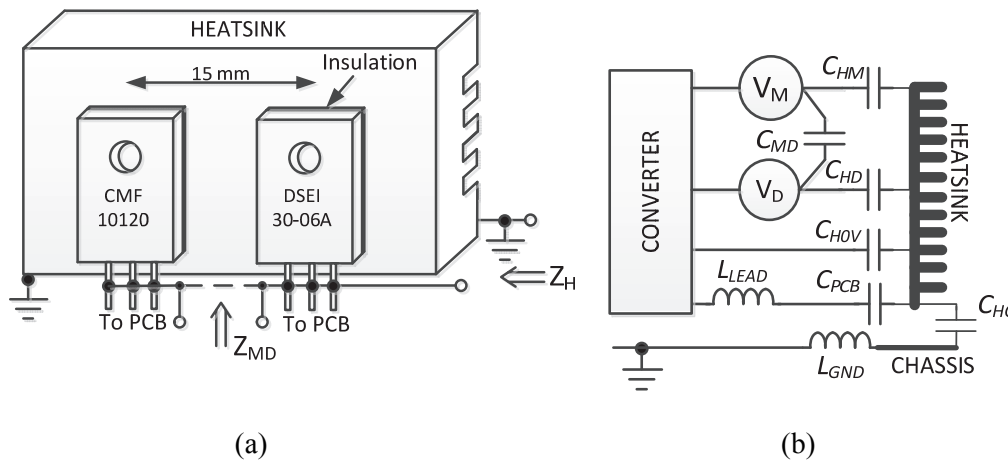 HEATSINK
15 mm
Insulation
CMF
10120
DSEI
30-06A
To PCB
To PCB
Z_MD
Z_H
(a)
CONVERTER
V_M
V_D
C_HM
C_MD
C_HD
C_H0V
L_LEAD
C_PCB
HEATSINK
L_GND
CHASSIS
(b)